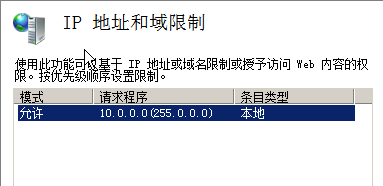 IP 地址和域限制
使用此功能可以基于 IP 地址或域名限制或授予访问 Web 内容的权
限。按优先级顺序设置限制。
模式 请求程序 条目类型
允许 10.0.0.0(255.0.0.0) 本地